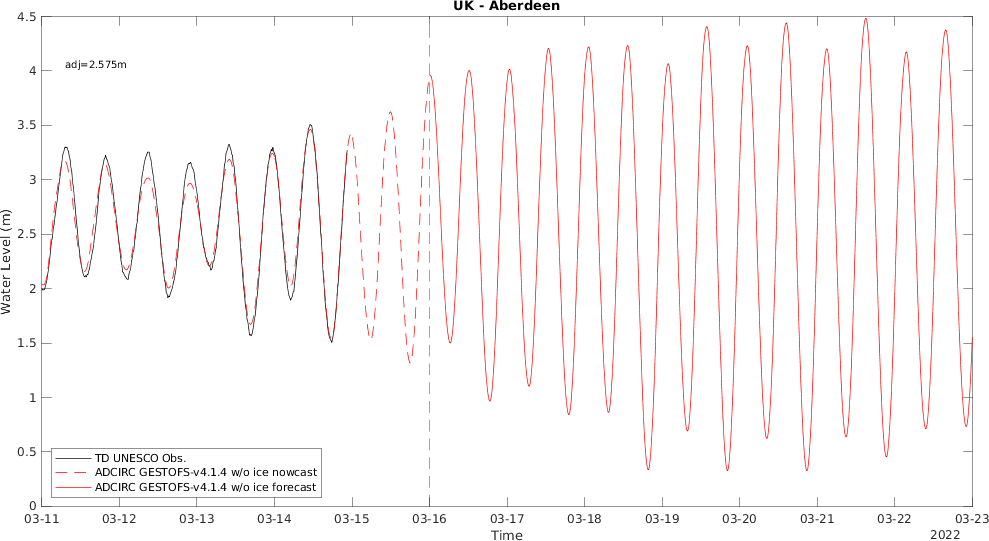 UK - Aberdeen
adj=2.575m
4.5
4
3.5
3
2.5
2
1.5
1
0.5
0
Water Level (m)
TD UNESCO Obs.
ADCIRC GESTOFS-v4.1.4 w/o ice nowcast
ADCIRC GESTOFS-v4.1.4 w/o ice forecast
03-11 03-12 03-13 03-14 03-15 03-16 03-17 03-18 03-19 03-20 03-21 03-22 03-23
Time
2022